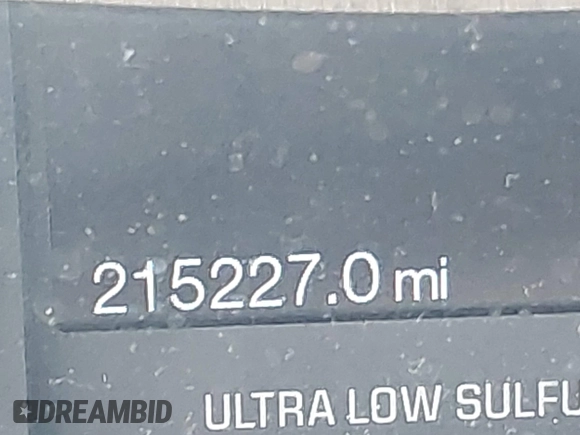 215227.0 mi
ULTRA LOW SULFU
DREAMBID